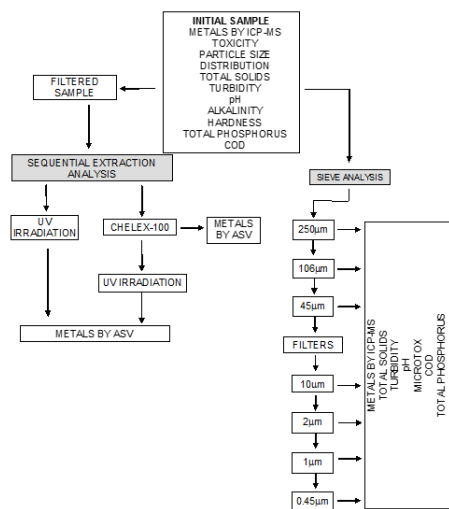 INITIAL SAMPLE
METALS BY ICP-MS
TOXICITY
PARTICLE SIZE
DISTRIBUTION
TOTAL SOLIDS
TURBIDITY
pH
ALKALINITY
HARDNESS
TOTAL PHOSPHORUS
COD
FILTERED
SAMPLE
SEQUENTIAL EXTRACTION
ANALYSIS
UV
IRRADIATION
CHELEX-100
METALS
BY ASV
UV IRRADIATION
METALS BY ASV
SIEVE ANALYSIS
250µm
106µm
45µm
FILTERS
10µm
2µm
1µm
0.45µm
METALS BY ICP-MS
TOTAL SOLIDS
TURBIDITY
pH
MICROTOX
COD
TOTAL PHOSPHORUS